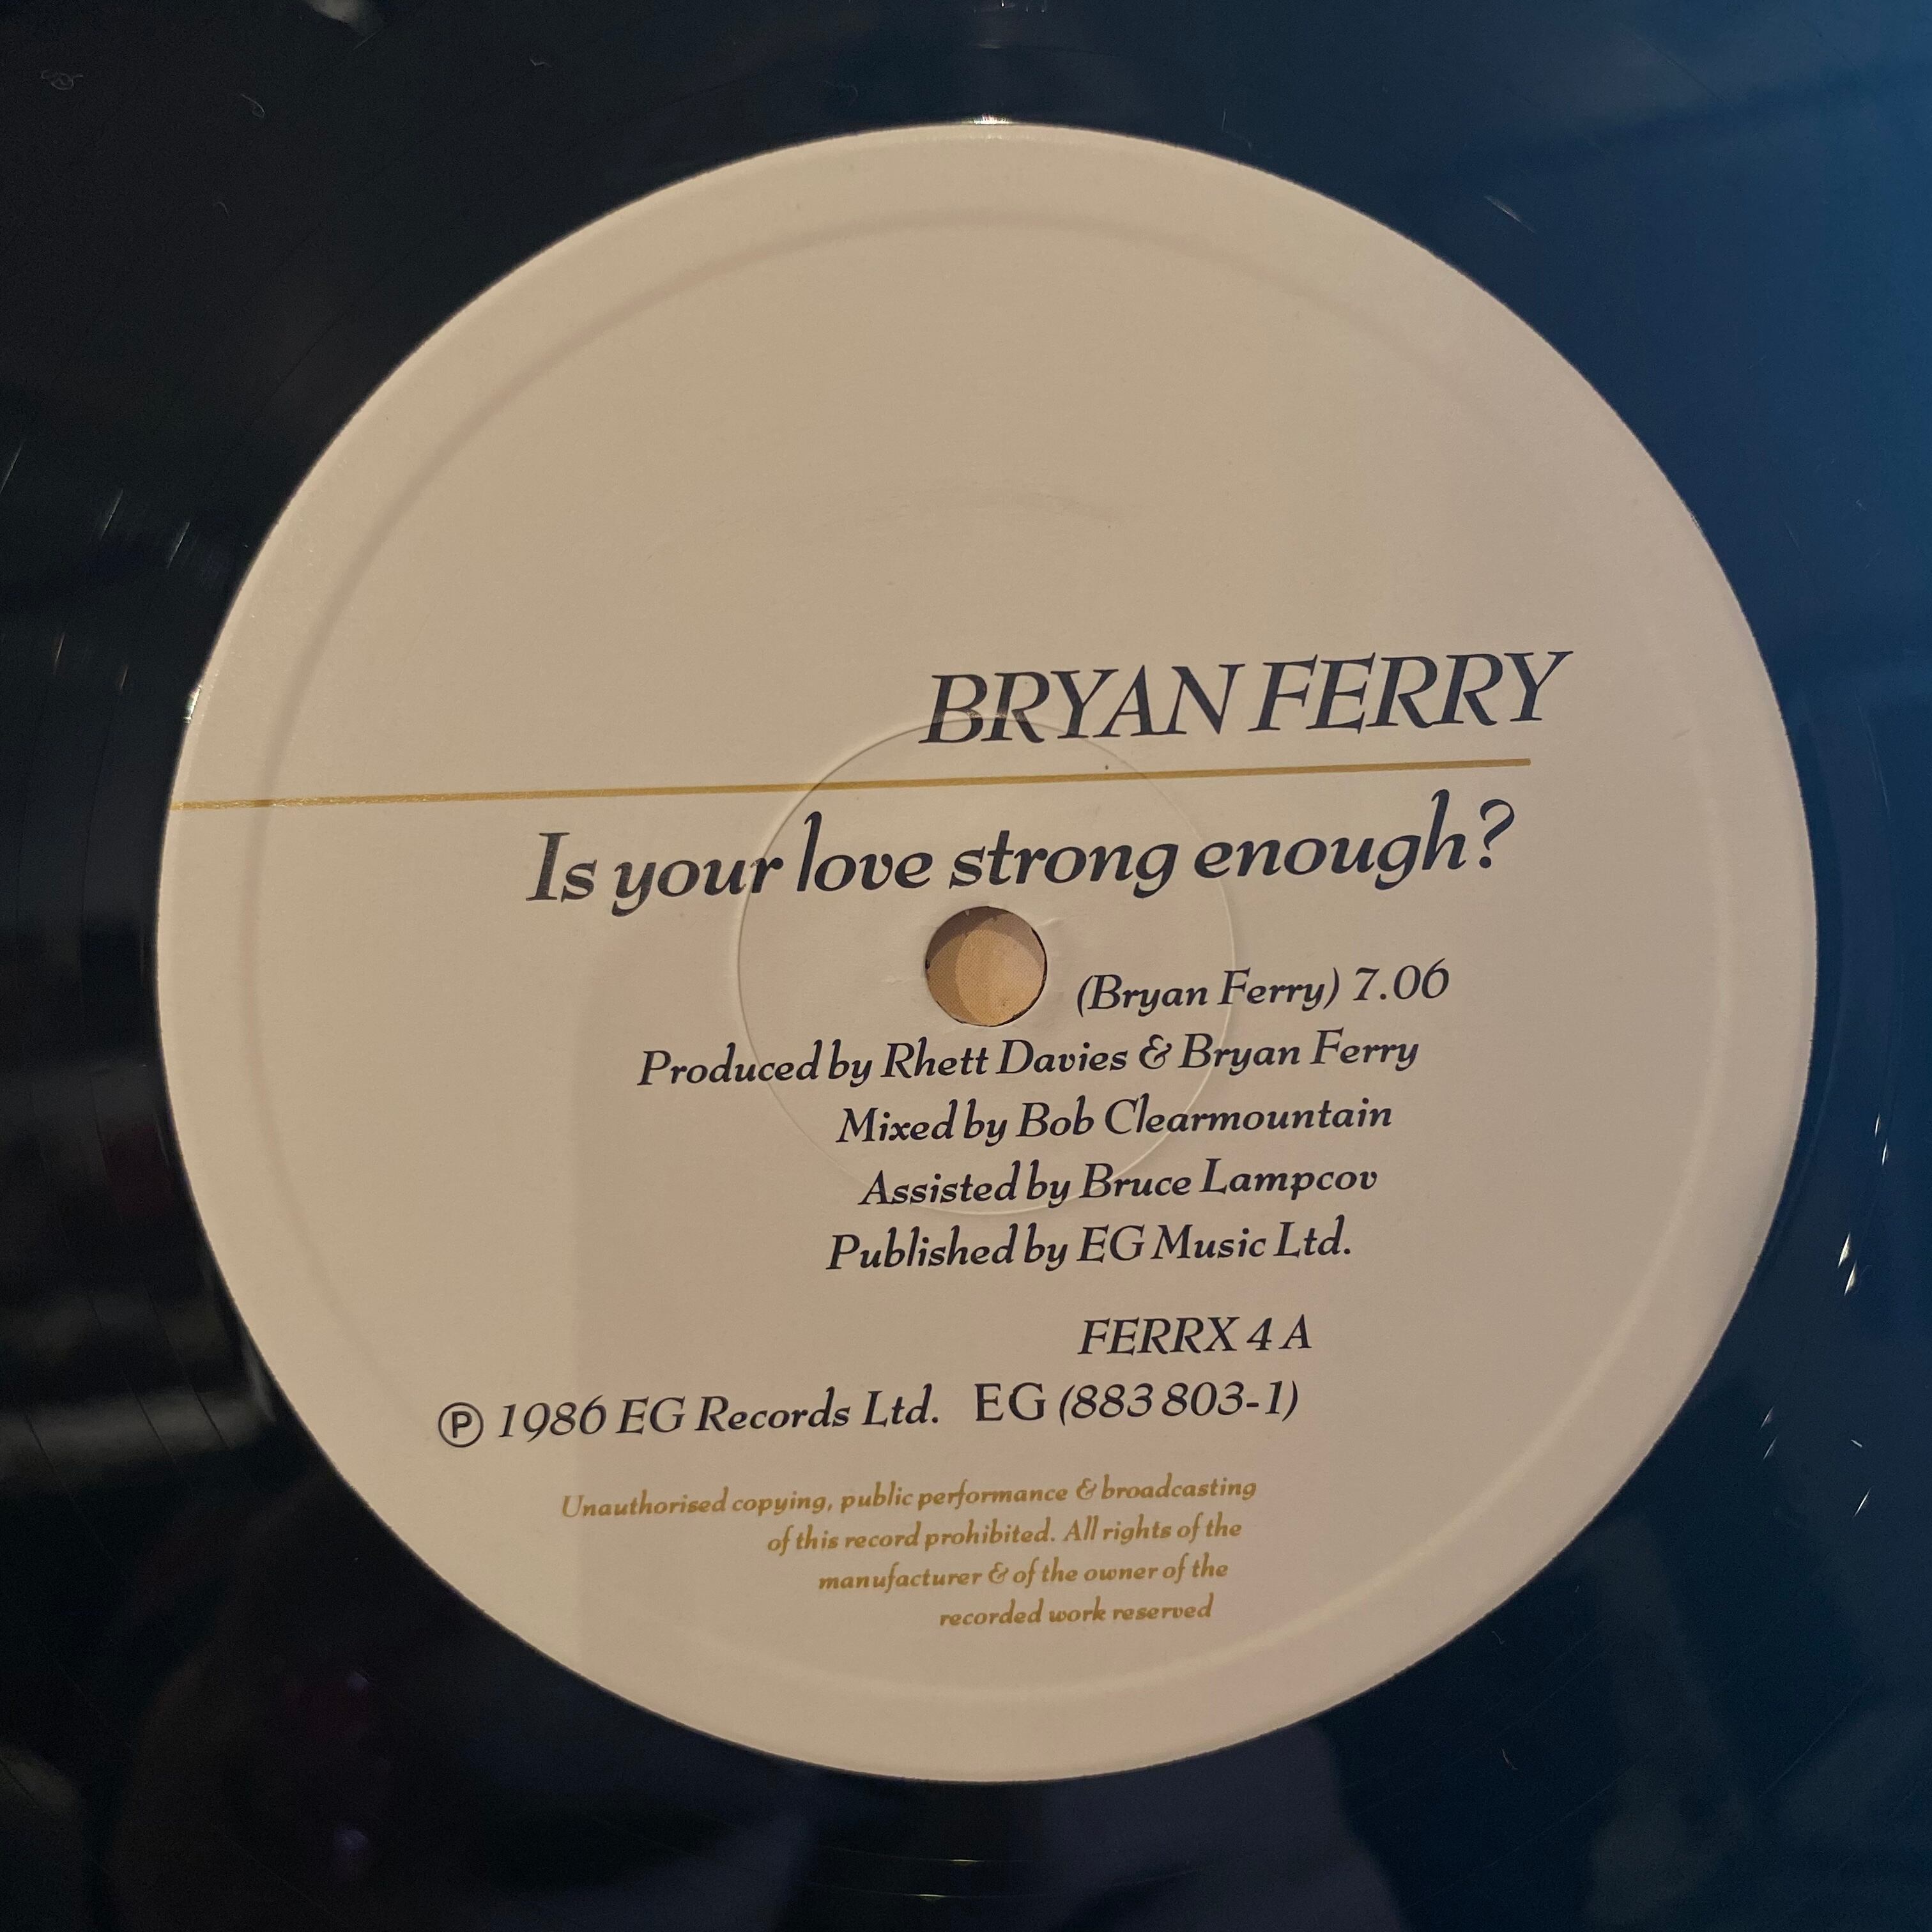 BRYAN FERRY
Is your love strong enough?
(Bryan Ferry) 7.06
Produced by Rhett Davies & Bryan Ferry
Mixed by Bob Clearmountain
Assisted by Bruce Lampcov
Published by EG Music Ltd.
FERRX 4 A
℗ 1986 EG Records Ltd. EG (883 803-1)
Unauthorised copying, public performance & broadcasting
of this record prohibited. All rights of the
manufacturer & of the owner of the
recorded work reserved